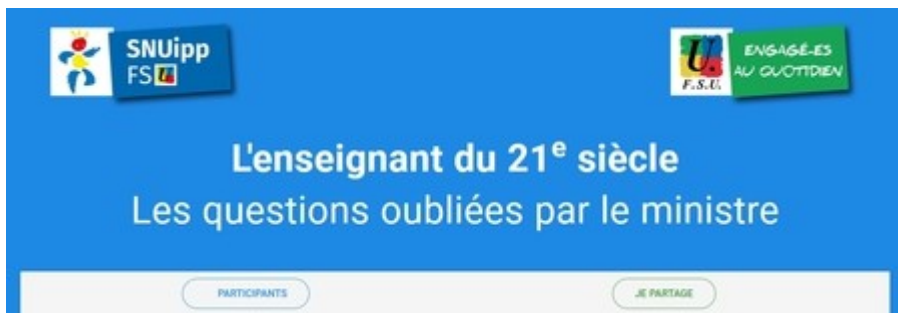 SNUipp
FSU
U.
F.S.U.
ENGAGÉ·ES
AU QUOTIDIEN
L'enseignant du 21e siècle
Les questions oubliées par le ministre
PARTICIPANTS
JE PARTAGE